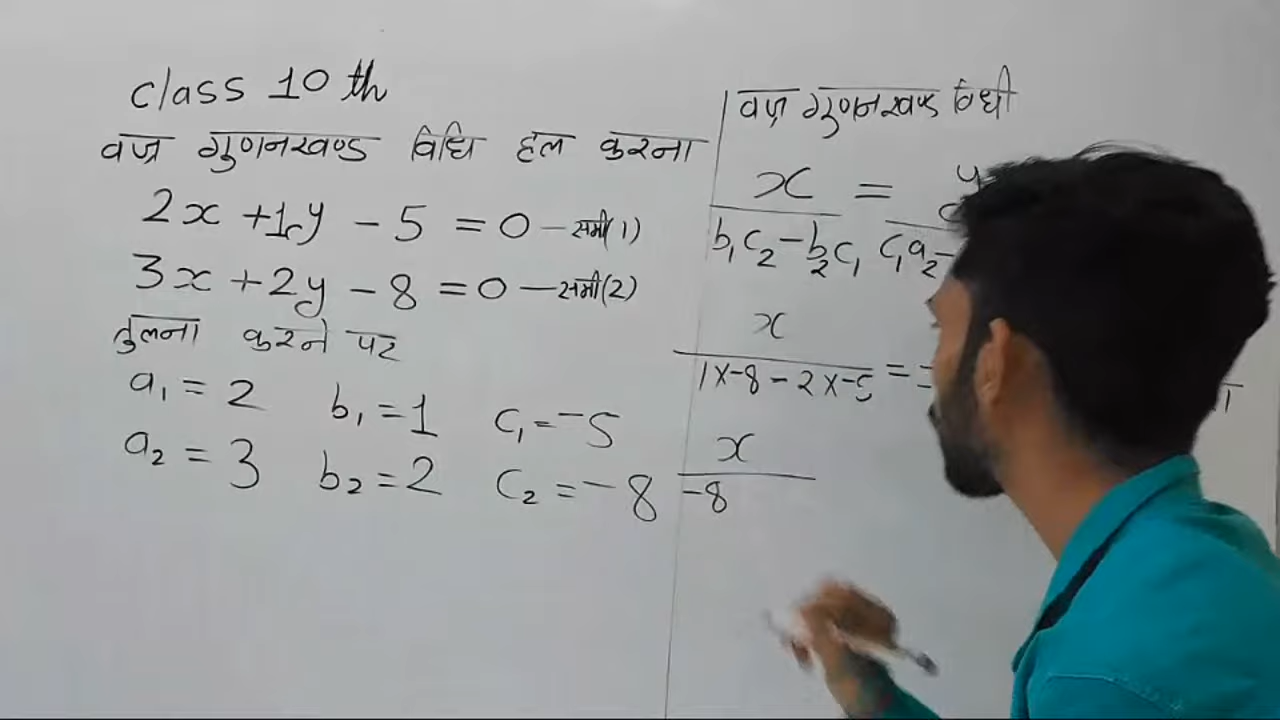 class 10 th
वज्र गुणनखण्ड विधि हल करना
2x + 1y - 5 = 0 — समी(1)
3x + 2y - 8 = 0 — समी(2)
तुलना करने पर
a₁ = 2 b₁ = 1 c₁ = -5
a₂ = 3 b₂ = 2 c₂ = -8
वज्र गुणनखण्ड विधी
x = y
b₁c₂ - b₂c₁ c₁a₂ -
x
1x-8 - 2x-5 =
x
-8